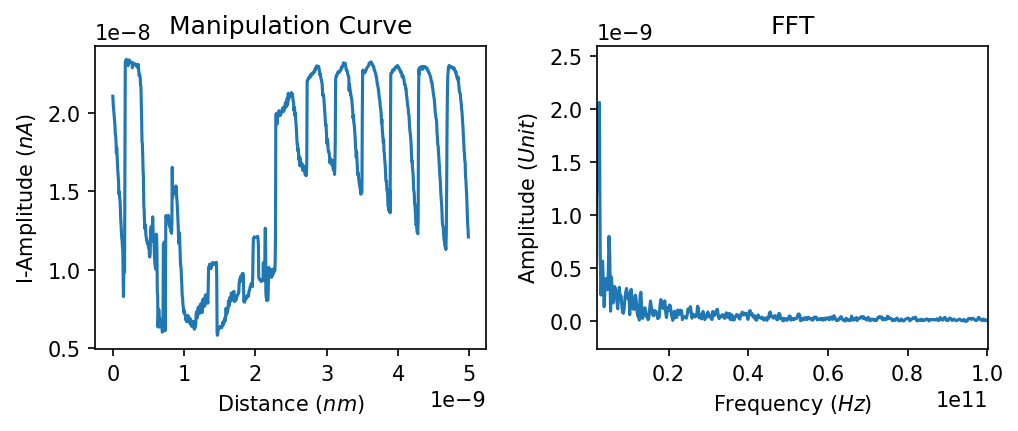 Manipulation Curve
1e−8
2.0
1.5
1.0
0.5
I-Amplitude (nA)
0 1 2 3 4 5
1e−9
Distance (nm)
FFT
1e−9
2.5
2.0
1.5
1.0
0.5
0.0
Amplitude (Unit)
0.2 0.4 0.6 0.8 1.0
1e11
Frequency (Hz)